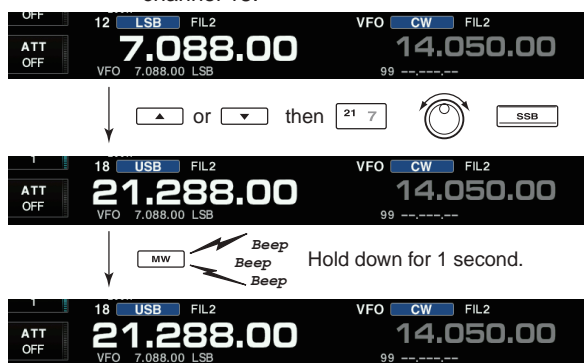 channel 18.
OFF 12 LSB FIL2 VFO CW FIL2
ATT OFF 7.088.00 14.050.00
VFO 7.088.00 LSB 99 --.---.--
▲ or ▼ then 21 7 SSB
1 18 USB FIL2 VFO CW FIL2
ATT OFF 21.288.00 14.050.00
VFO 7.088.00 LSB 99 --.---.--
Beep
MW Beep Hold down for 1 second.
Beep
1 18 USB FIL2 VFO CW FIL2
ATT OFF 21.288.00 14.050.00
VFO 7.088.00 LSB 99 --.---.--